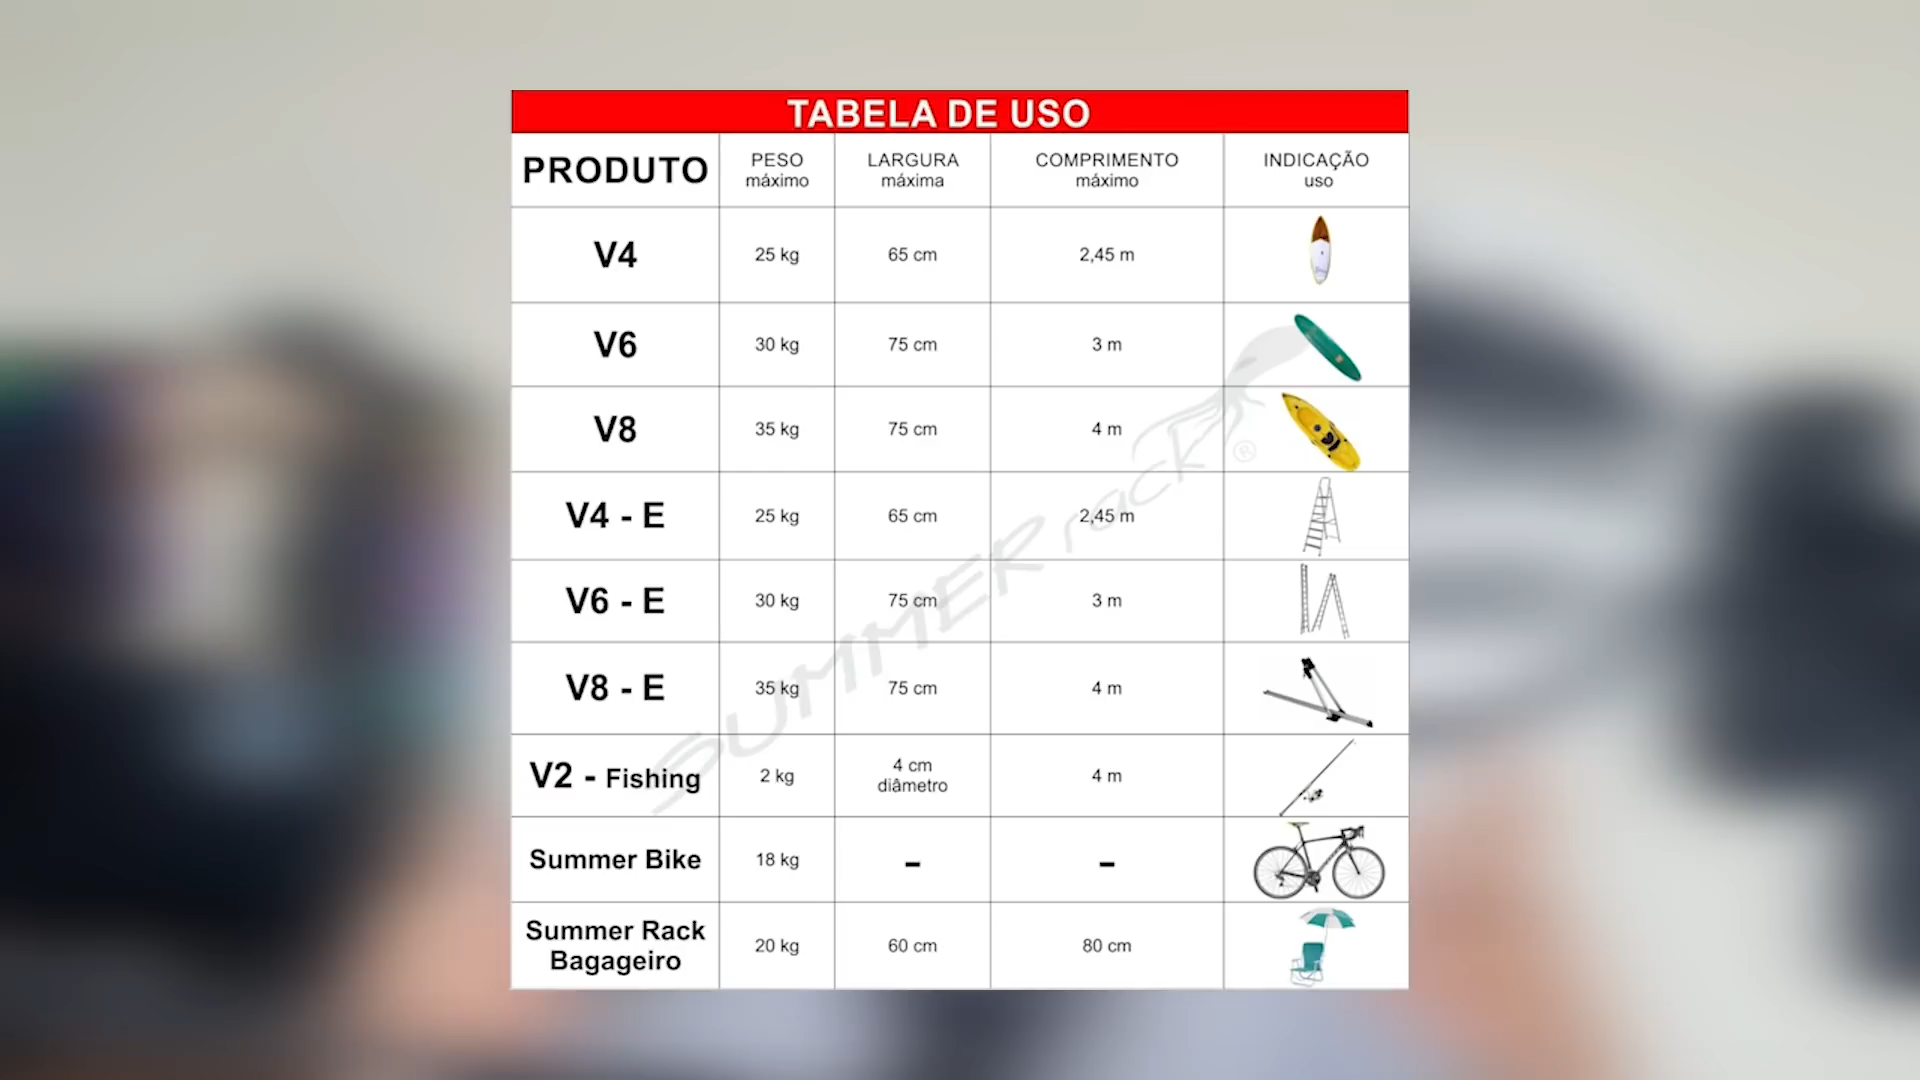 TABELA DE USO
PRODUTO
PESO
máximo
LARGURA
máxima
COMPRIMENTO
máximo
INDICAÇÃO
uso
V4
25 kg
65 cm
2,45 m
V6
30 kg
75 cm
3 m
V8
35 kg
75 cm
4 m
V4 - E
25 kg
65 cm
2,45 m
V6 - E
30 kg
75 cm
3 m
V8 - E
35 kg
75 cm
4 m
V2 - Fishing
2 kg
4 cm
diâmetro
4 m
Summer Bike
18 kg
-
-
Summer Rack
Bagageiro
20 kg
60 cm
80 cm
SUMMER rack ®